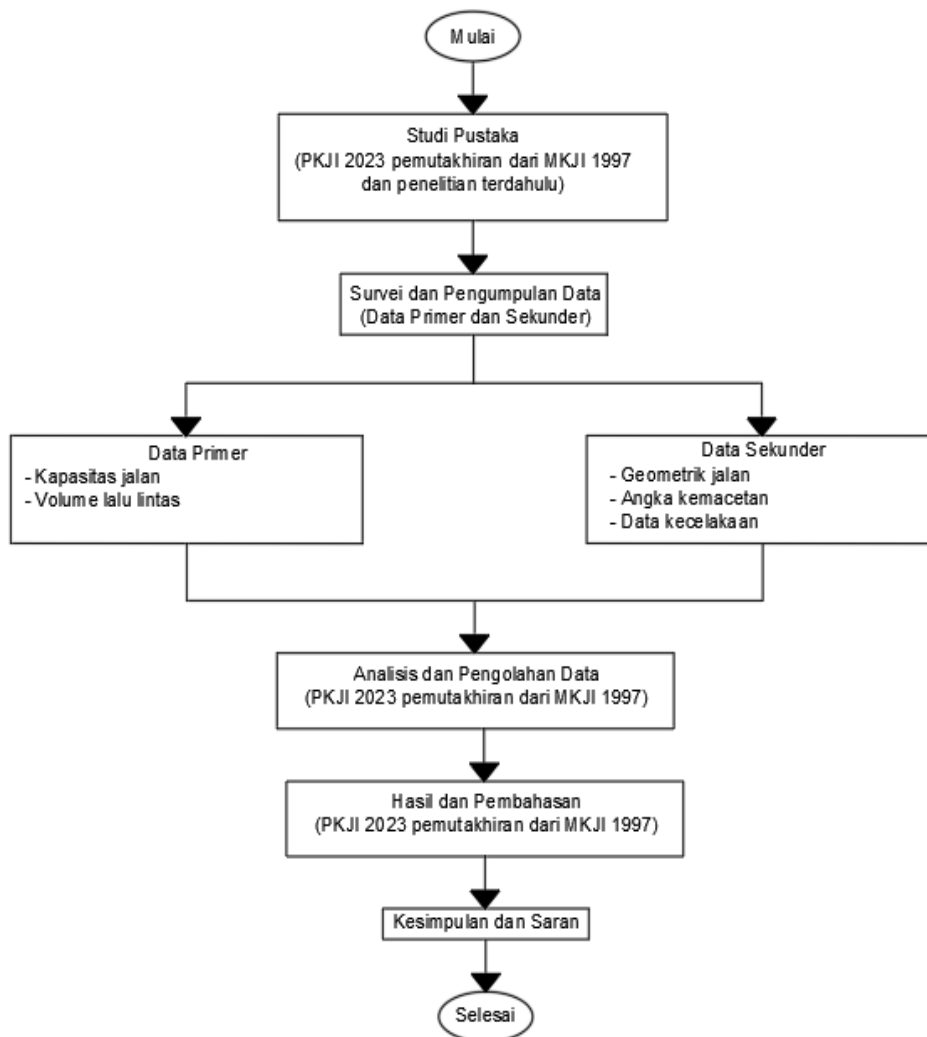 Mulai
Studi Pustaka
(PKJI 2023 pemutakhiran dari MKJI 1997
dan penelitian terdahulu)
Survei dan Pengumpulan Data
(Data Primer dan Sekunder)
Data Primer
- Kapasitas jalan
- Volume lalu lintas
Data Sekunder
- Geometrik jalan
- Angka kemacetan
- Data kecelakaan
Analisis dan Pengolahan Data
(PKJI 2023 pemutakhiran dari MKJI 1997)
Hasil dan Pembahasan
(PKJI 2023 pemutakhiran dari MKJI 1997)
Kesimpulan dan Saran
Selesai